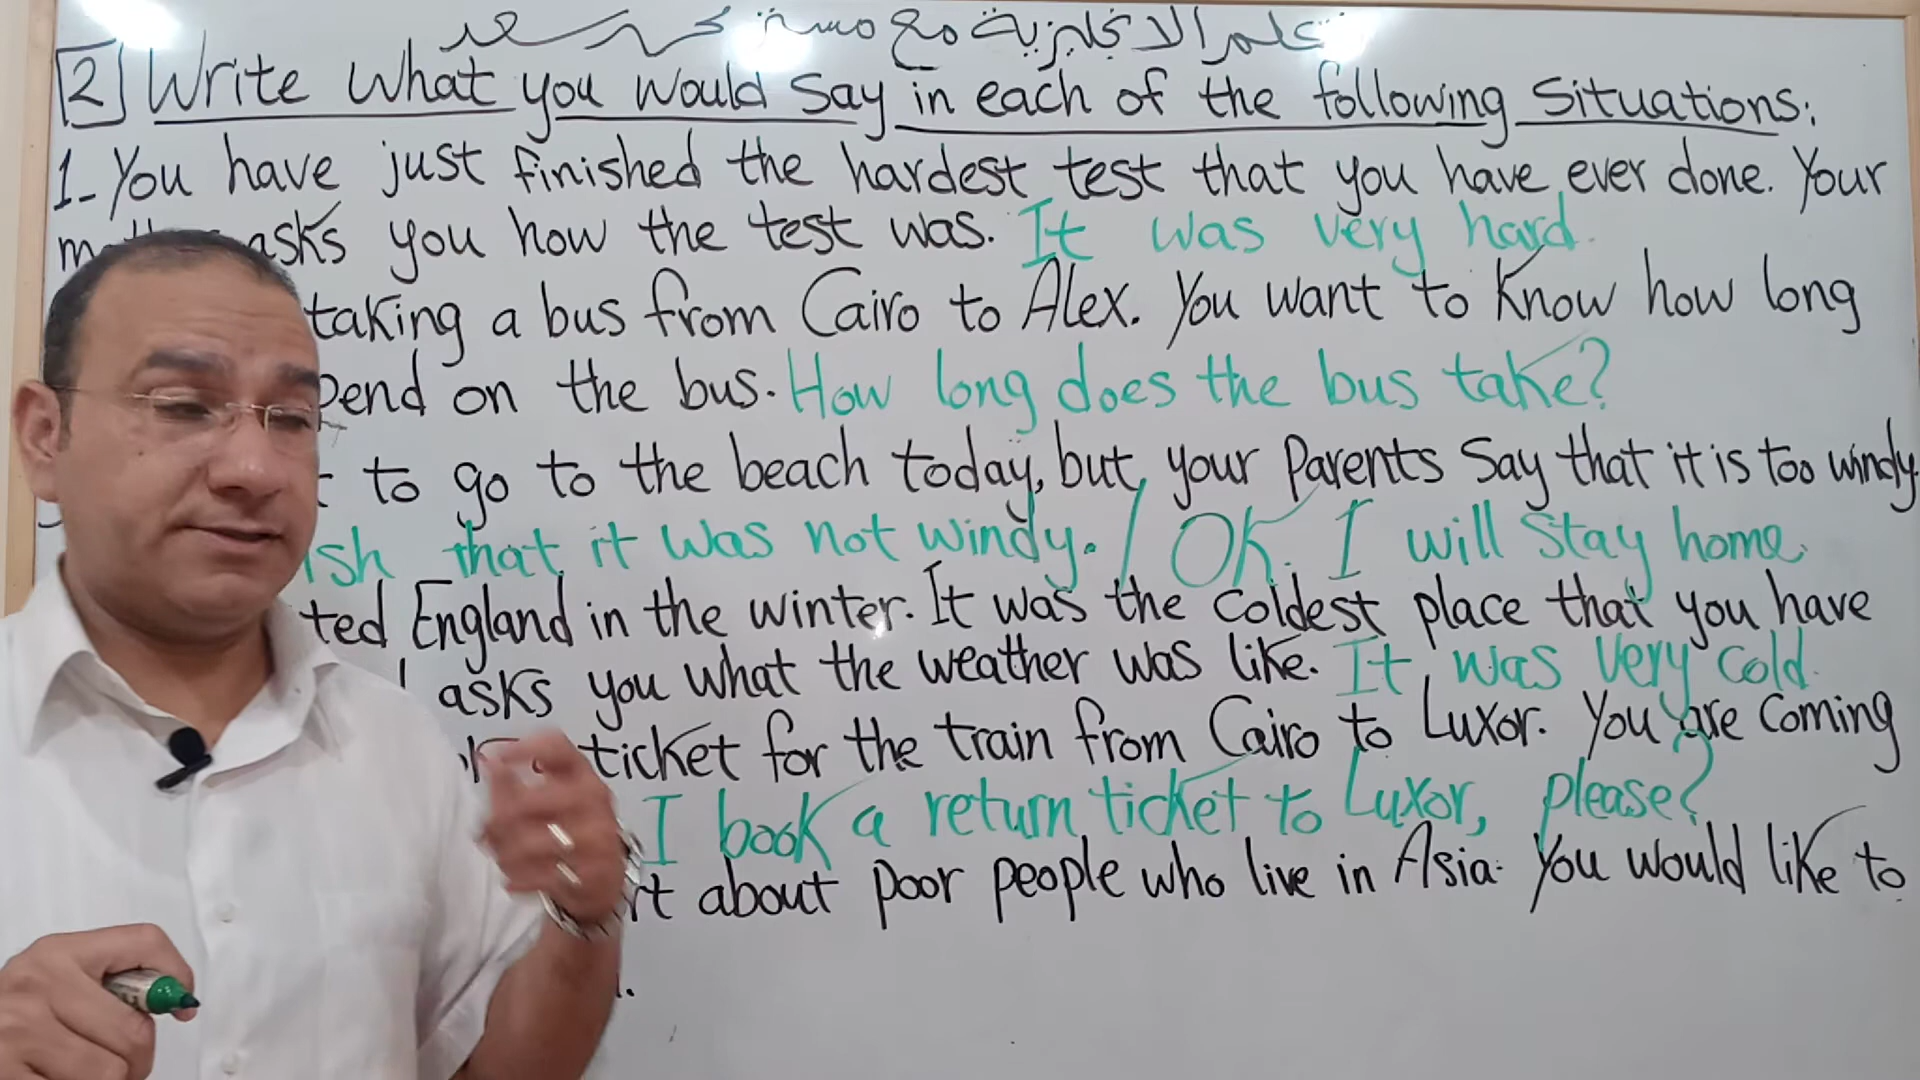 علم الانجليزية مع مستر محمد سعد
2 Write what you would say in each of the following situations:
1- You have just finished the hardest test that you have ever done. Your
asks you how the test was. It was very hard.
taking a bus from Cairo to Alex. You want to know how long
pend on the bus. How long does the bus take?
to go to the beach today, but your parents say that it is too windy.
ish that it was not windy. / OK. I will stay home.
ted England in the winter. It was the coldest place that you have
asks you what the weather was like. It was very cold.
ticket for the train from Cairo to Luxor. You are coming
I book a return ticket to Luxor, please?
rt about poor people who live in Asia. You would like to